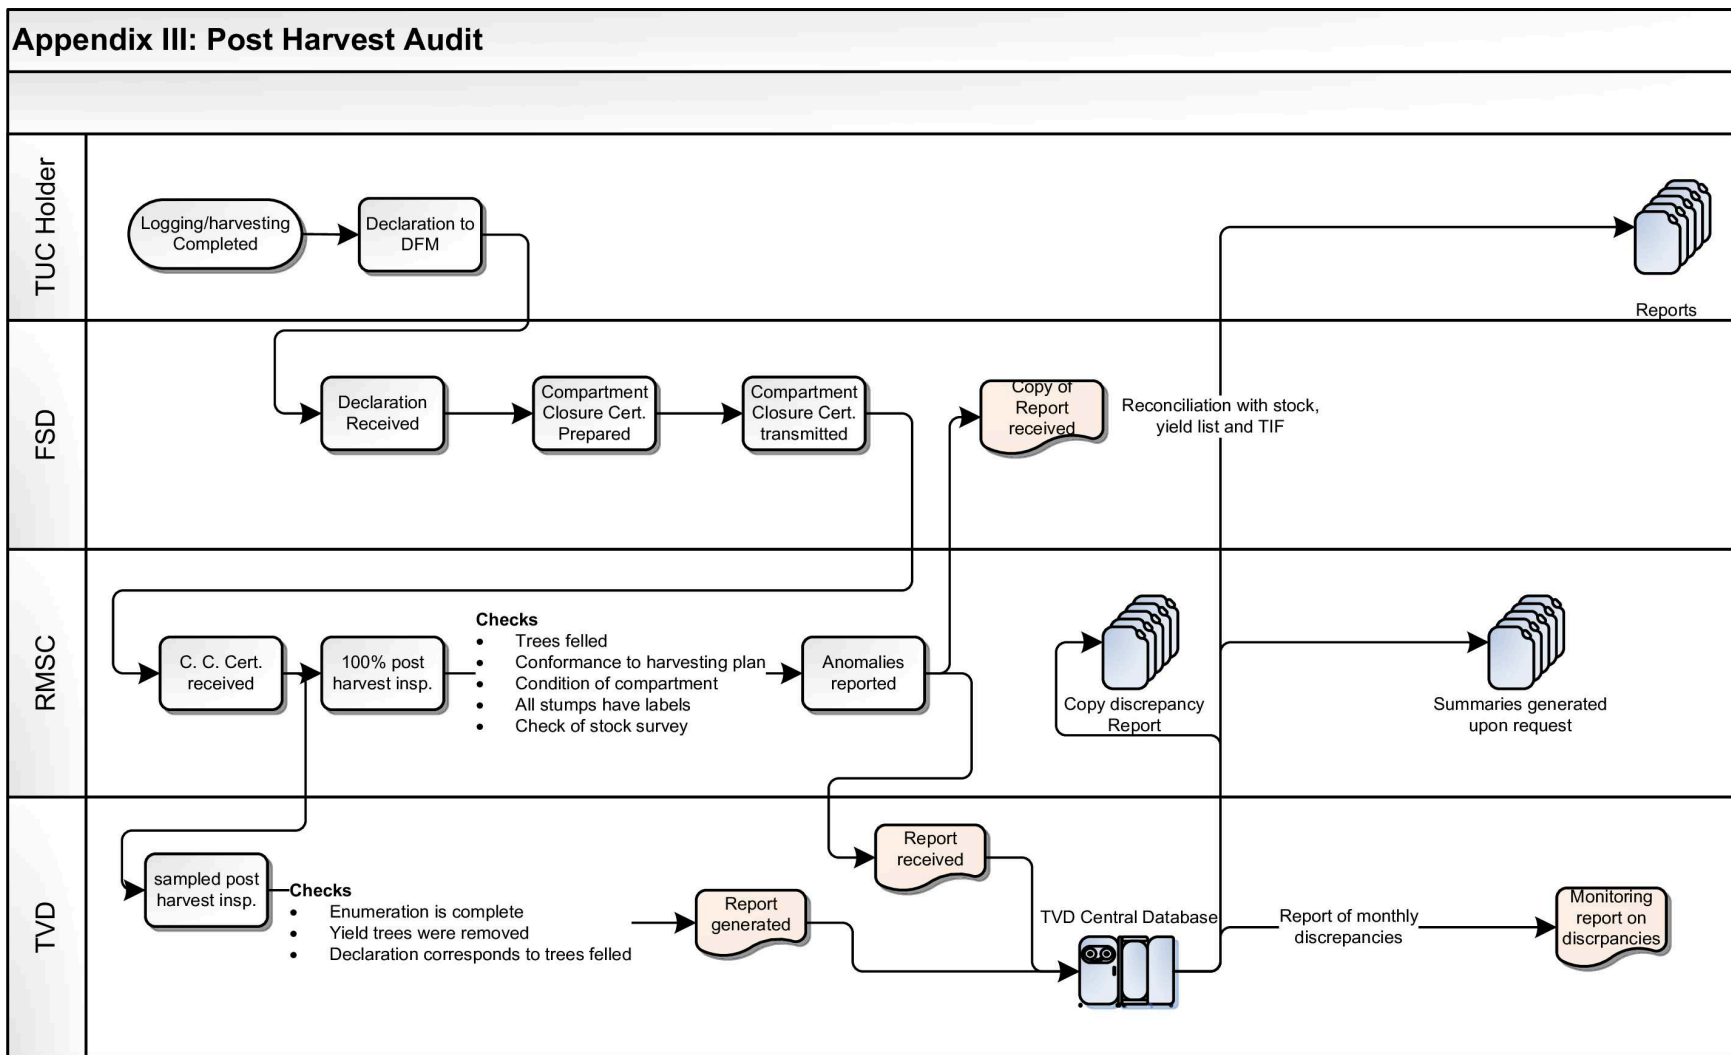 Appendix III: Post Harvest Audit
TUC Holder
Logging/harvesting
Completed
Declaration to
DFM
Reports
FSD
Declaration
Received
Compartment
Closure Cert.
Prepared
Compartment
Closure Cert.
transmitted
Copy of
Report
received
Reconciliation with stock,
yield list and TIF
RMSC
C. C. Cert.
received
100% post
harvest insp.
Checks
• Trees felled
• Conformance to harvesting plan
• Condition of compartment
• All stumps have labels
• Check of stock survey
Anomalies
reported
Copy discrepancy
Report
Summaries generated
upon request
TVD
sampled post
harvest insp.
Checks
• Enumeration is complete
• Yield trees were removed
• Declaration corresponds to trees felled
Report
generated
Report
received
TVD Central Database
Report of monthly
discrepancies
Monitoring
report on
discrpancies